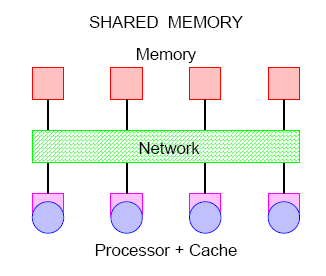 SHARED MEMORY
Memory
Network
Processor + Cache